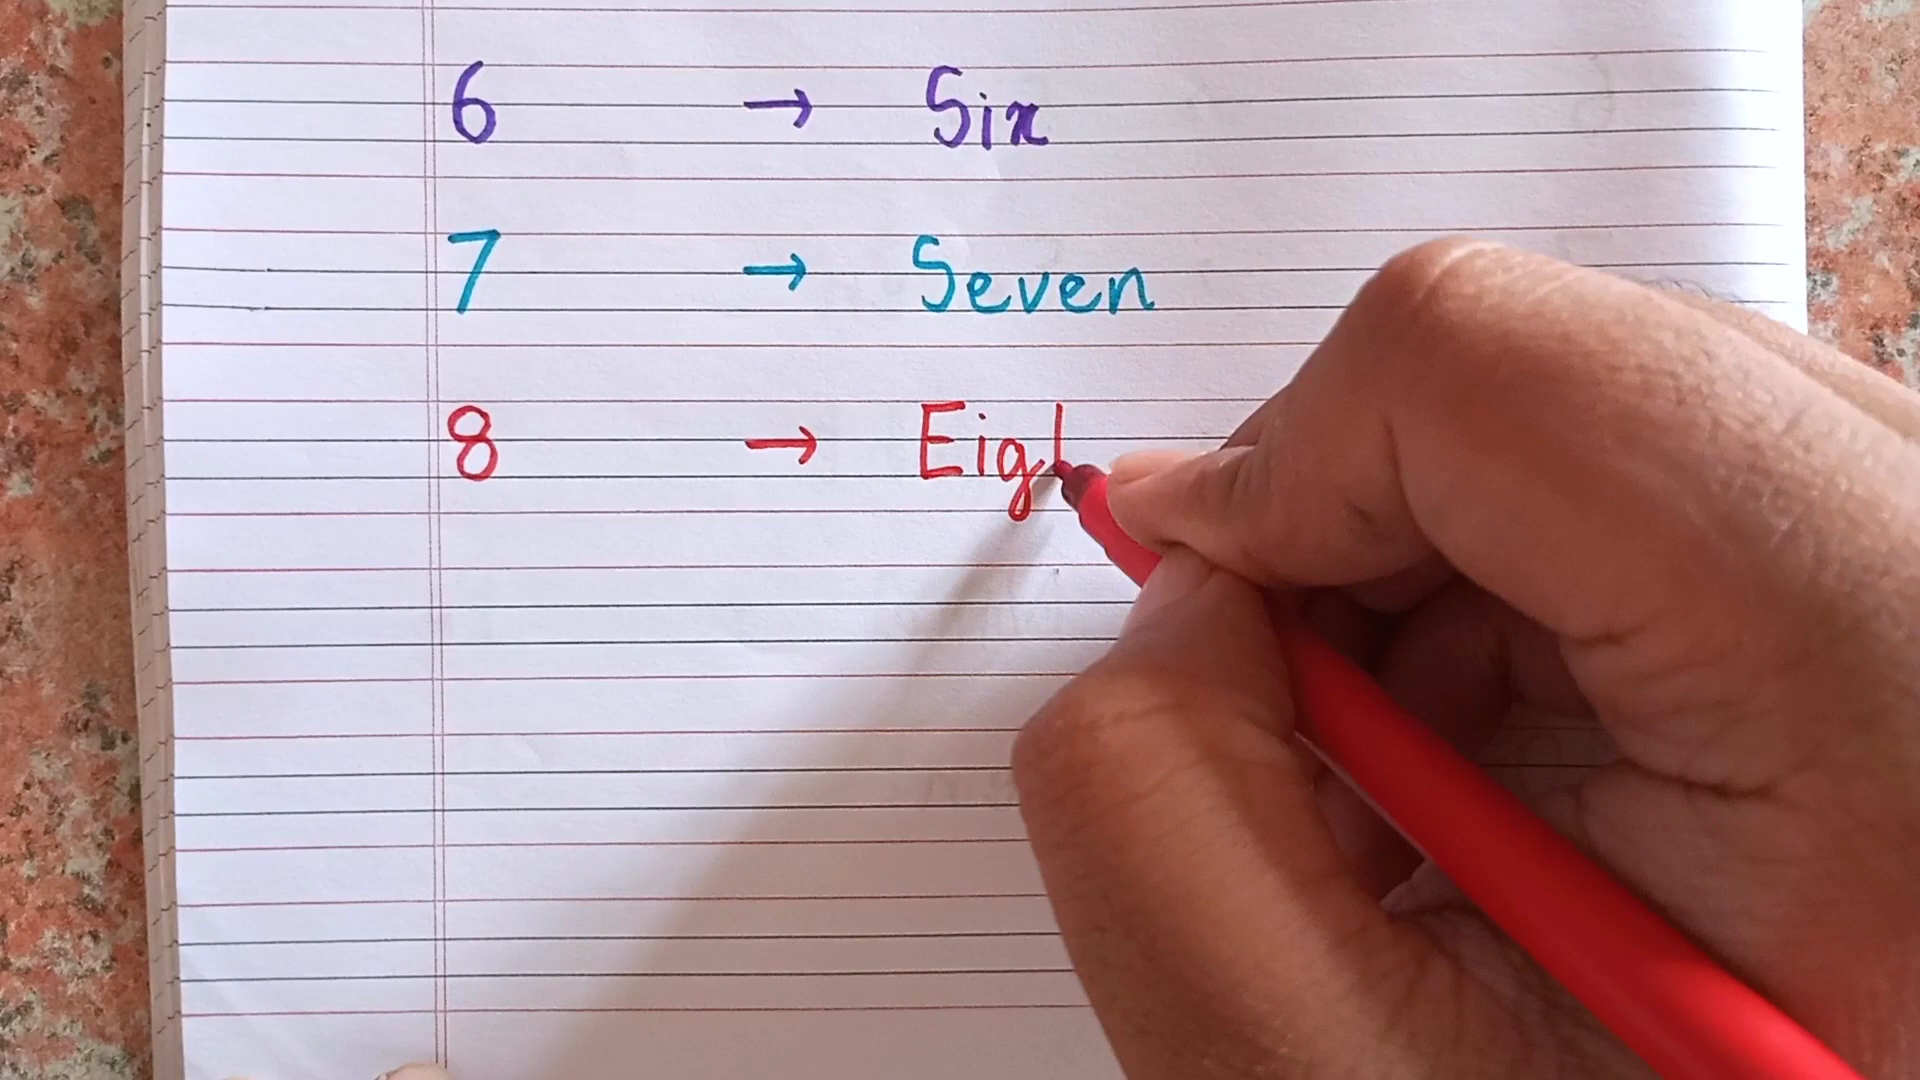 6 → Six
7 → Seven
8 → Eigh